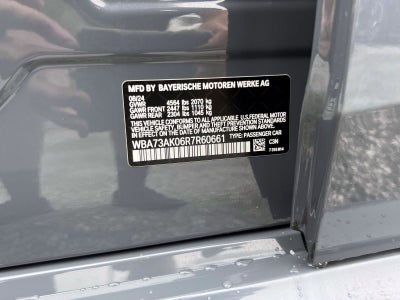 MFD BY BAYERISCHE MOTOREN WERKE AG
08/24
GVWR 4564 lbs 2070 kg
GAWR FRONT 2447 lbs 1110 kg
GAWR REAR 2304 lbs 1045 kg
THIS VEHICLE CONFORMS TO ALL APPLICABLE U.S.FEDERAL
MOTOR VEHICLE SAFETY, BUMPER, AND THEFT PREVENTION STANDARDS
IN EFFECT ON THE DATE OF MANUFACTURE SHOWN ABOVE.
WBA73AK06R7R60661 TYPE: PASSENGER CAR
C3N